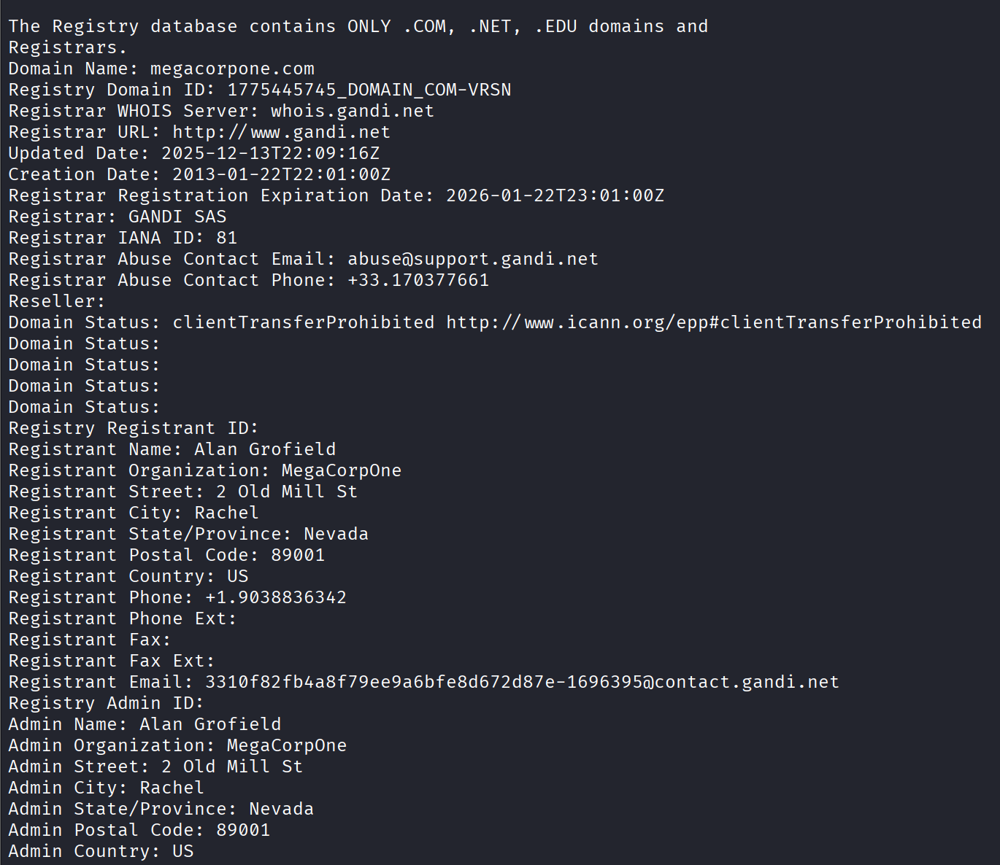 The Registry database contains ONLY .COM, .NET, .EDU domains and
Registrars.
Domain Name: megacorpone.com
Registry Domain ID: 1775445745_DOMAIN_COM-VRSN
Registrar WHOIS Server: whois.gandi.net
Registrar URL: http://www.gandi.net
Updated Date: 2025-12-13T22:09:16Z
Creation Date: 2013-01-22T22:01:00Z
Registrar Registration Expiration Date: 2026-01-22T23:01:00Z
Registrar: GANDI SAS
Registrar IANA ID: 81
Registrar Abuse Contact Email: abuse@support.gandi.net
Registrar Abuse Contact Phone: +33.170377661
Reseller:
Domain Status: clientTransferProhibited http://www.icann.org/epp#clientTransferProhibited
Domain Status:
Domain Status:
Domain Status:
Domain Status:
Registry Registrant ID:
Registrant Name: Alan Grofield
Registrant Organization: MegaCorpOne
Registrant Street: 2 Old Mill St
Registrant City: Rachel
Registrant State/Province: Nevada
Registrant Postal Code: 89001
Registrant Country: US
Registrant Phone: +1.9038836342
Registrant Phone Ext:
Registrant Fax:
Registrant Fax Ext:
Registrant Email: 3310f82fb4a8f79ee9a6bfe8d672d87e-1696395@contact.gandi.net
Registry Admin ID:
Admin Name: Alan Grofield
Admin Organization: MegaCorpOne
Admin Street: 2 Old Mill St
Admin City: Rachel
Admin State/Province: Nevada
Admin Postal Code: 89001
Admin Country: US